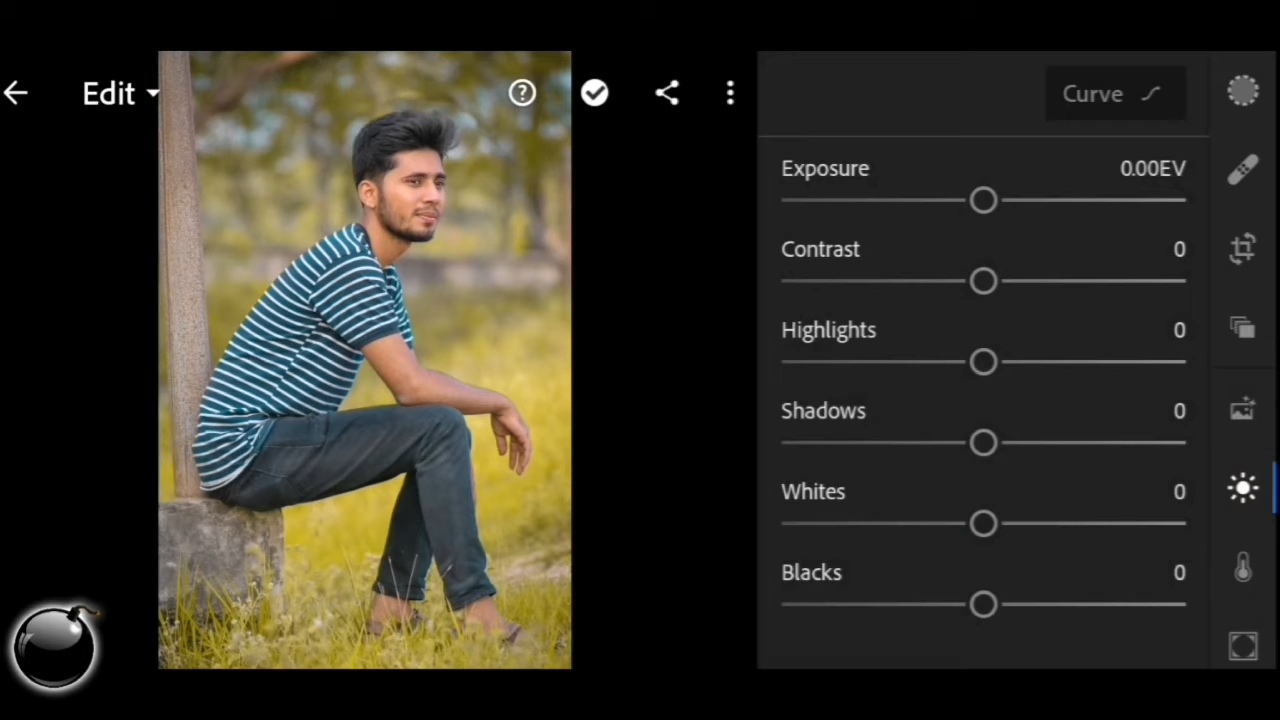 Edit
Curve
Exposure 0.00EV
Contrast 0
Highlights 0
Shadows 0
Whites 0
Blacks 0